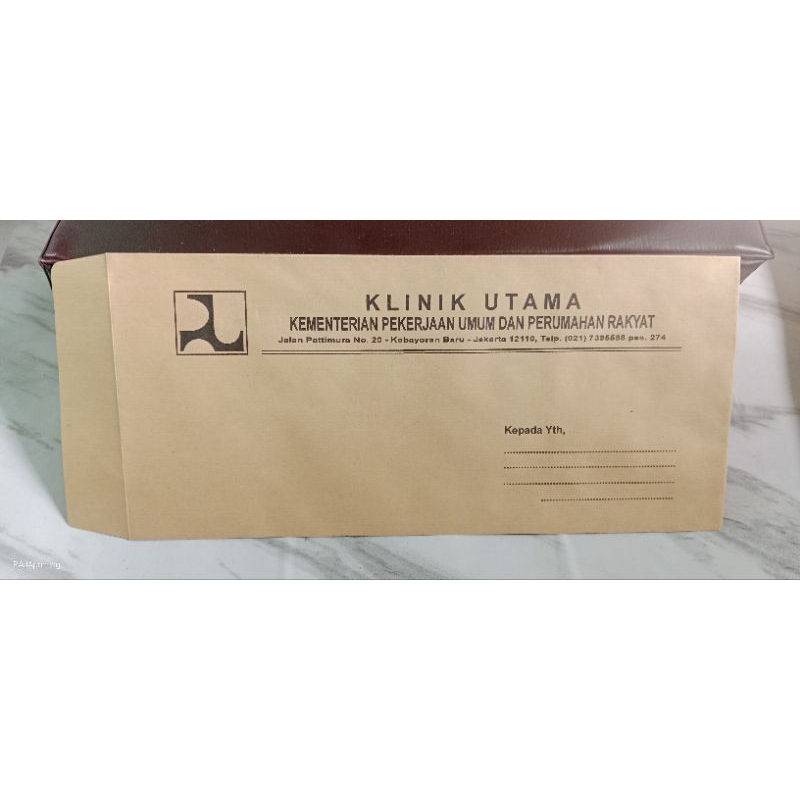 KLINIK UTAMA
KEMENTERIAN PEKERJAAN UMUM DAN PERUMAHAN RAKYAT
Jalan Pattimura No. 20 - Kebayoran Baru - Jakarta 12110, Telp. (021) 7395588 pes. 274
Kepada Yth,